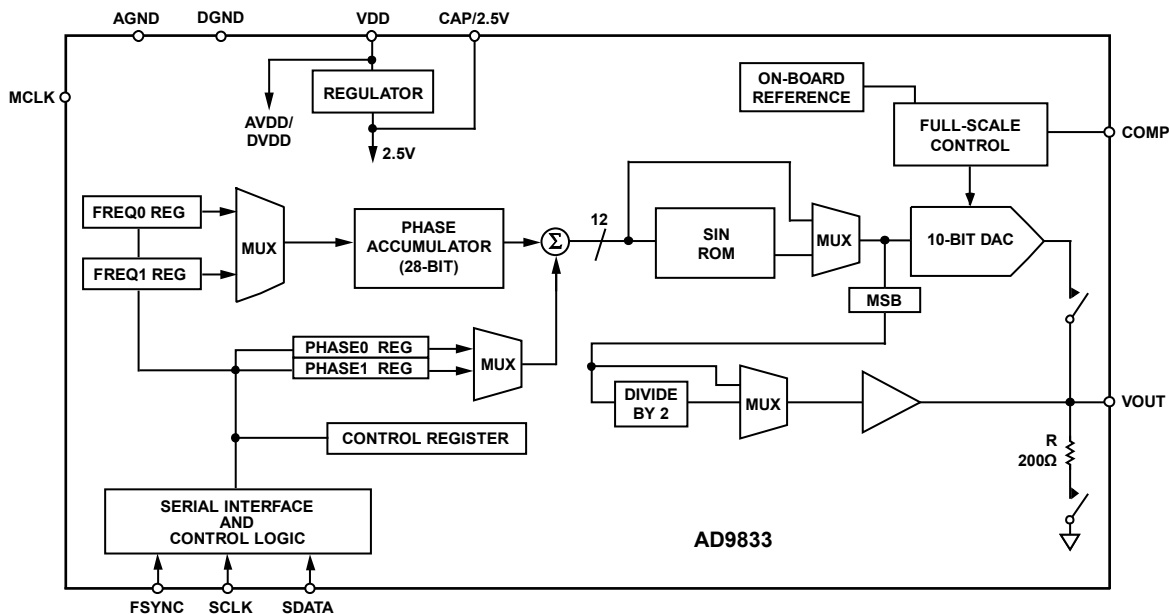 AGND
DGND
VDD
CAP/2.5V
MCLK
REGULATOR
AVDD/
DVDD
2.5V
ON-BOARD
REFERENCE
FULL-SCALE
CONTROL
COMP
FREQ0 REG
FREQ1 REG
MUX
PHASE
ACCUMULATOR
(28-BIT)
Σ
12
SIN
ROM
MUX
10-BIT DAC
MSB
PHASE0 REG
PHASE1 REG
MUX
DIVIDE
BY 2
MUX
VOUT
CONTROL REGISTER
R
200Ω
SERIAL INTERFACE
AND
CONTROL LOGIC
AD9833
FSYNC
SCLK
SDATA